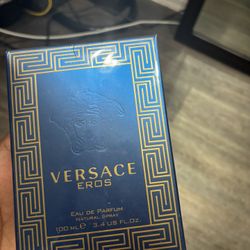 VERSACE
EROS
EAU DE PARFUM
NATURAL SPRAY
100 ML ℮ 3.4 US FL.OZ.